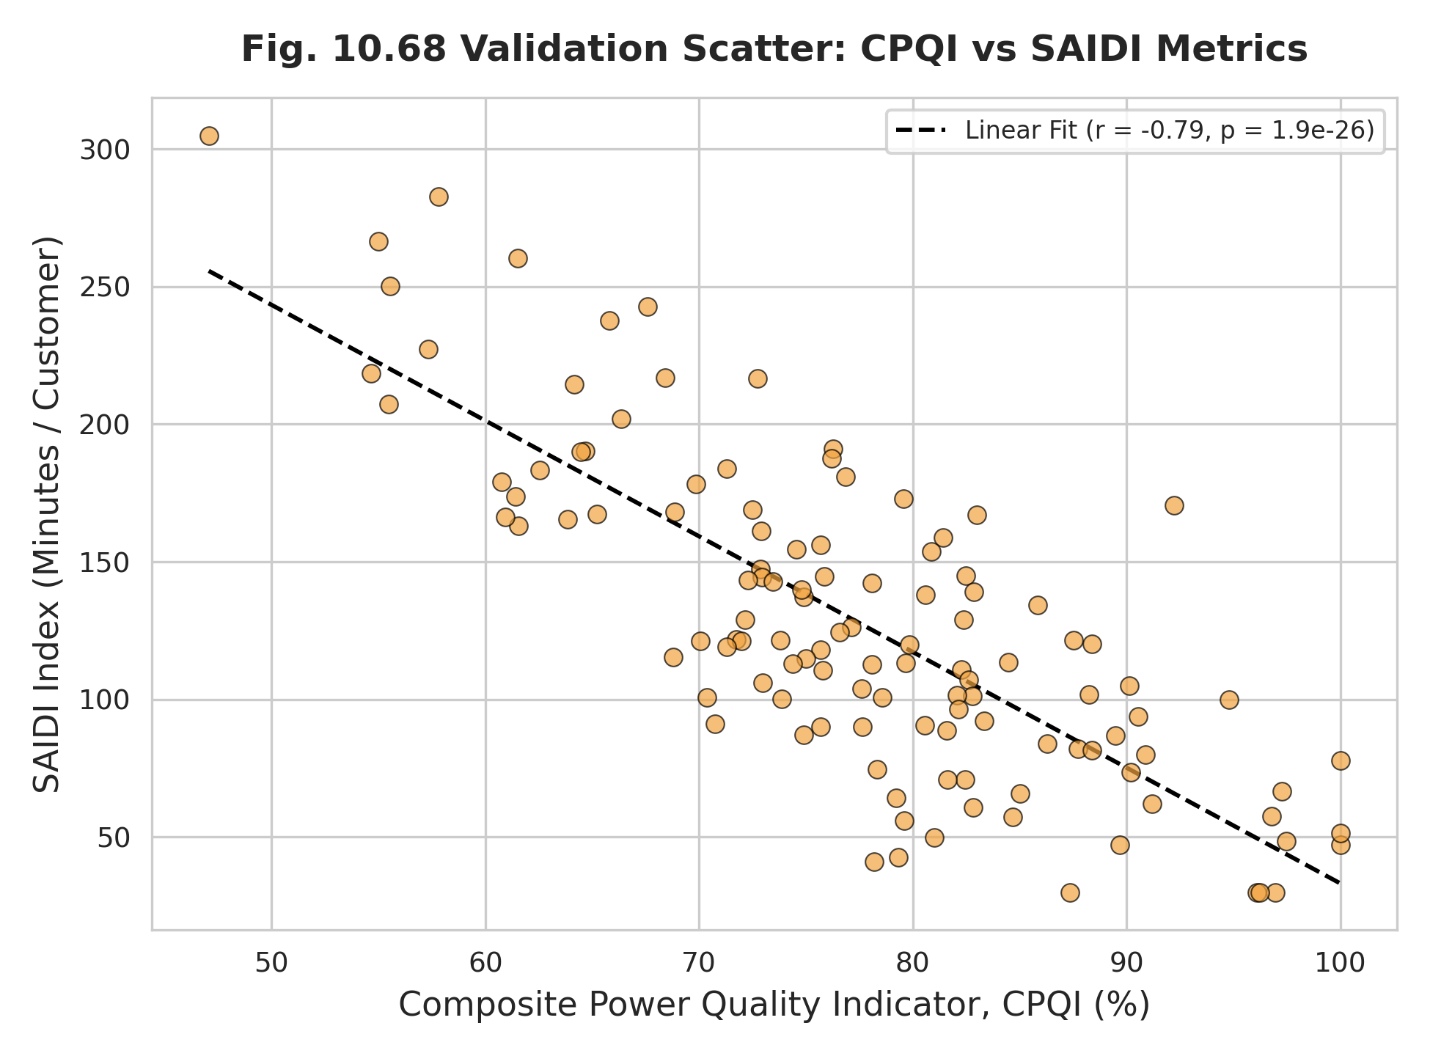 Fig. 10.68 Validation Scatter: CPQI vs SAIDI Metrics
Linear Fit (r = -0.79, p = 1.9e-26)
SAIDI Index (Minutes / Customer)
300
250
200
150
100
50
50 60 70 80 90 100
Composite Power Quality Indicator, CPQI (%)